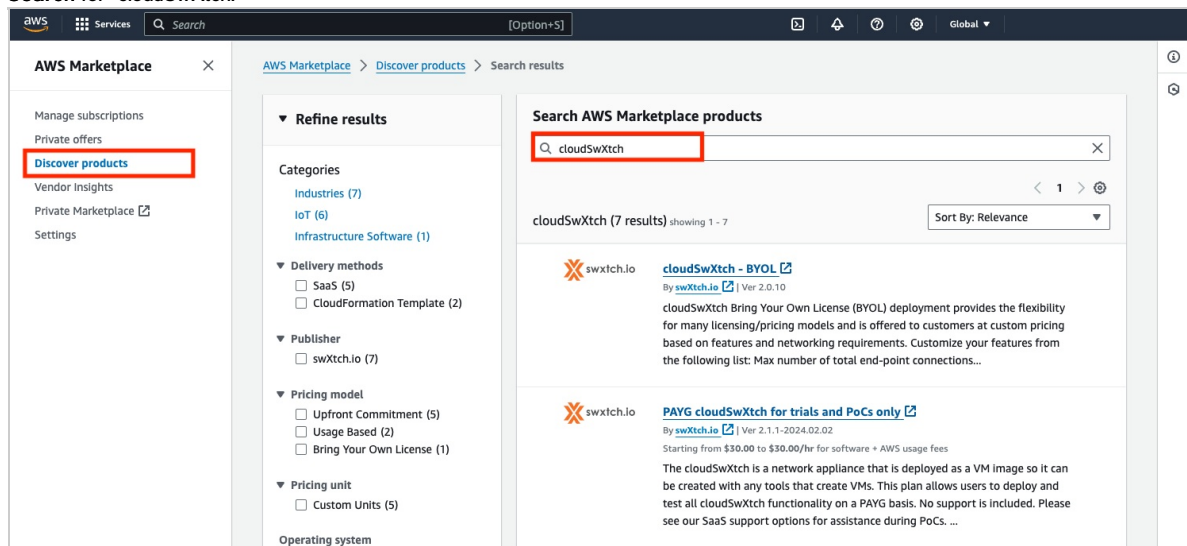 aws Services Search [Option+S] Global
AWS Marketplace
Manage subscriptions
Private offers
Discover products
Vendor Insights
Private Marketplace
Settings
AWS Marketplace > Discover products > Search results
Refine results
Categories
Industries (7)
IoT (6)
Infrastructure Software (1)
Delivery methods
SaaS (5)
CloudFormation Template (2)
Publisher
swXtch.io (7)
Pricing model
Upfront Commitment (5)
Usage Based (2)
Bring Your Own License (1)
Pricing unit
Custom Units (5)
Operating system
Search AWS Marketplace products
cloudSwXtch
1
cloudSwXtch (7 results) showing 1 - 7
Sort By: Relevance
swxtch.io
cloudSwXtch - BYOL
By swXtch.io | Ver 2.0.10
cloudSwXtch Bring Your Own License (BYOL) deployment provides the flexibility
for many licensing/pricing models and is offered to customers at custom pricing
based on features and networking requirements. Customize your features from
the following list: Max number of total end-point connections...
swxtch.io
PAYG cloudSwXtch for trials and PoCs only
By swXtch.io | Ver 2.1.1-2024.02.02
Starting from $30.00 to $30.00/hr for software + AWS usage fees
The cloudSwXtch is a network appliance that is deployed as a VM image so it can
be created with any tools that create VMs. This plan allows users to deploy and
test all cloudSwXtch functionality on a PAYG basis. No support is included. Please
see our SaaS support options for assistance during PoCs. ...